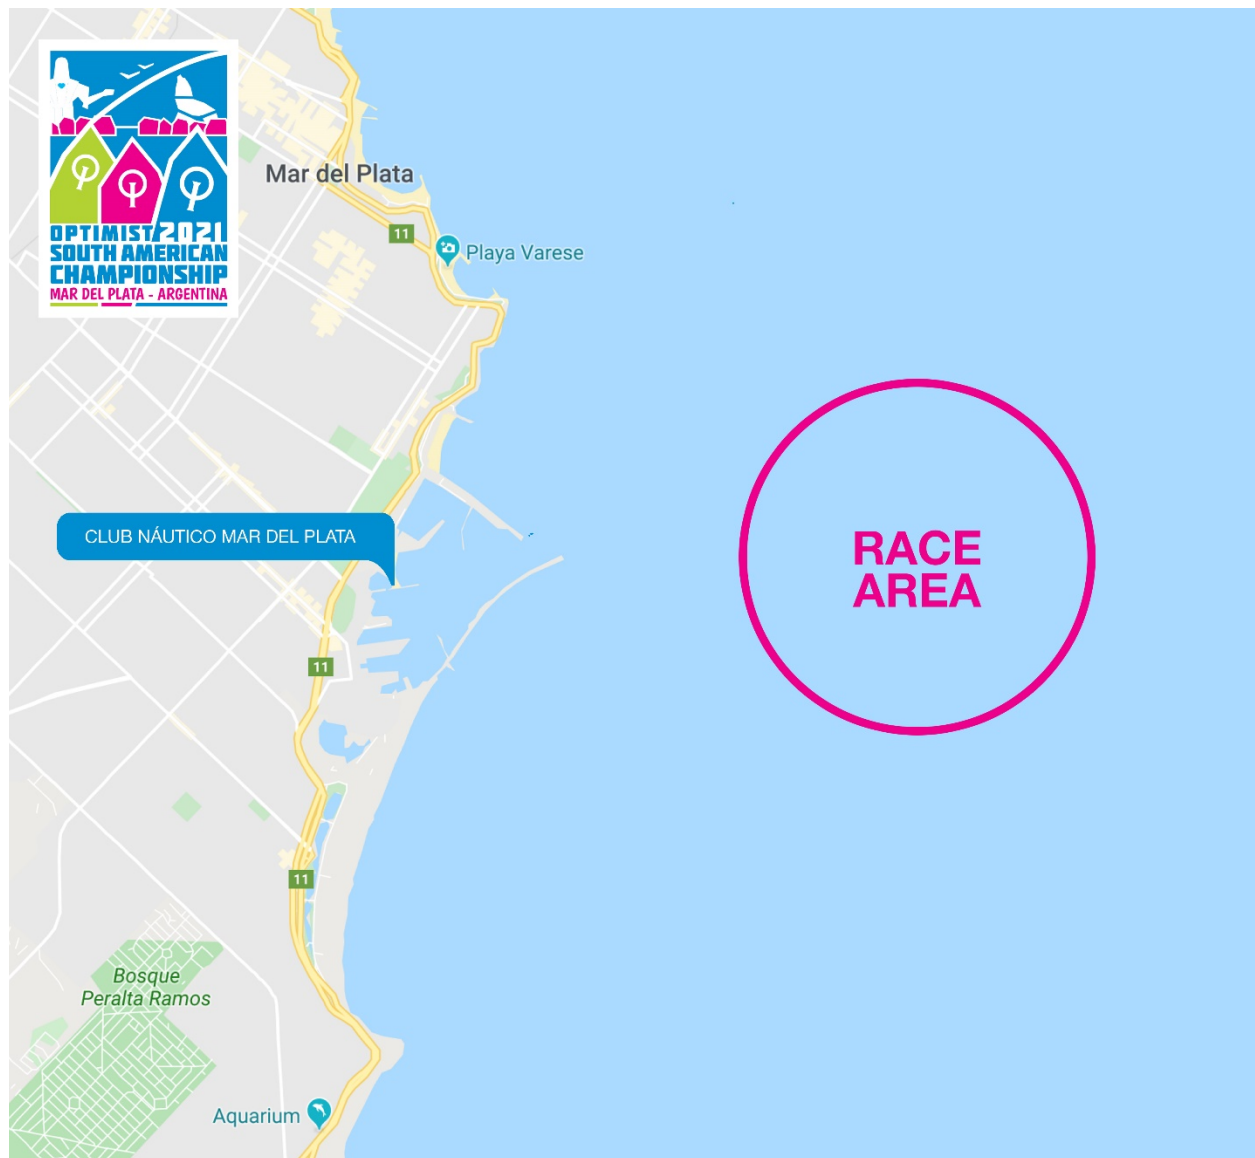 OPTIMIST 2021
SOUTH AMERICAN
CHAMPIONSHIP
MAR DEL PLATA - ARGENTINA
Mar del Plata
11
Playa Varese
CLUB NÁUTICO MAR DEL PLATA
RACE
AREA
11
11
Bosque
Peralta Ramos
Aquarium